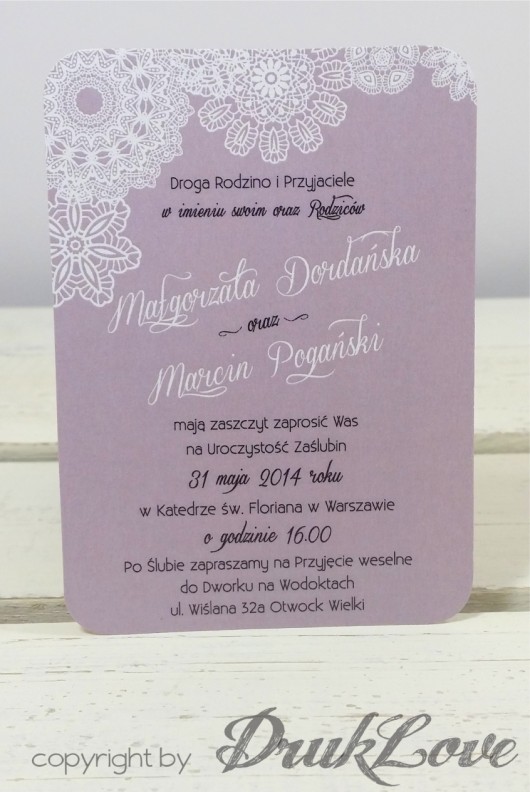 Droga Rodzino i Przyjaciele
w imieniu swoim oraz Rodziców
Małgorzata Dordańska
oraz
Marcin Pogański
mają zaszczyt zaprosić Was
na Uroczystość Zaślubin
31 maja 2014 roku
w Katedrze św. Floriana w Warszawie
o godzinie 16.00
Po Ślubie zapraszamy na Przyjęcie weselne
do Dworku na Wodoktach
ul. Wiślana 32a Otwock Wielki
copyright by DrukLove